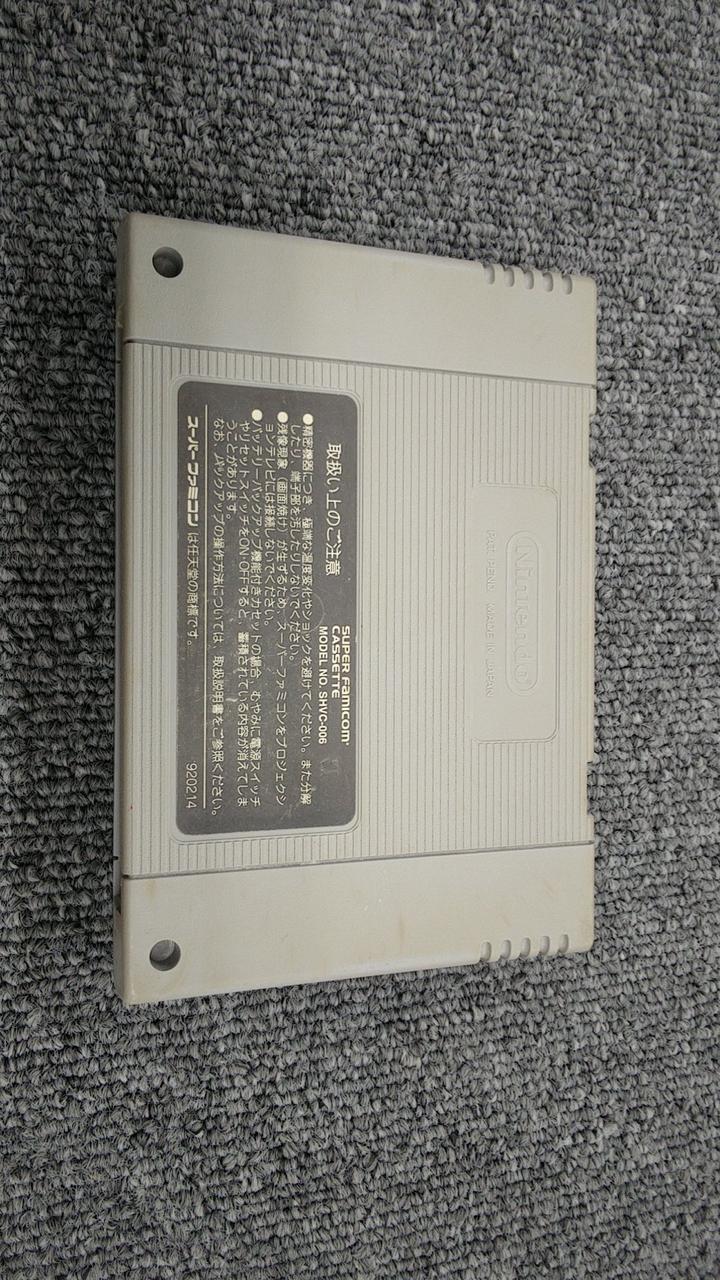 Nintendo®
PAT. PEND. MADE IN JAPAN
SUPER FAMICOM™
CASSETTE
MODEL NO. SHVC-006
取扱い上のご注意
●精密機器につき、極端な温度変化やショックを避けてください。また分解
したり、端子部を汚したりしないでください。
●残像現象（画面焼け）が生ずるため、スーパーファミコンをプロジェクシ
ョンテレビには接続しないでください。
●バッテリーバックアップ機能付きカセットの場合、むやみに電源スイッチ
やリセットスイッチをON·OFFすると、蓄積されている内容が消えてしま
うことがあります。
なお、バックアップの操作方法については、取扱説明書をご参照ください。
スーパーファミコン は任天堂の商標です。 920214